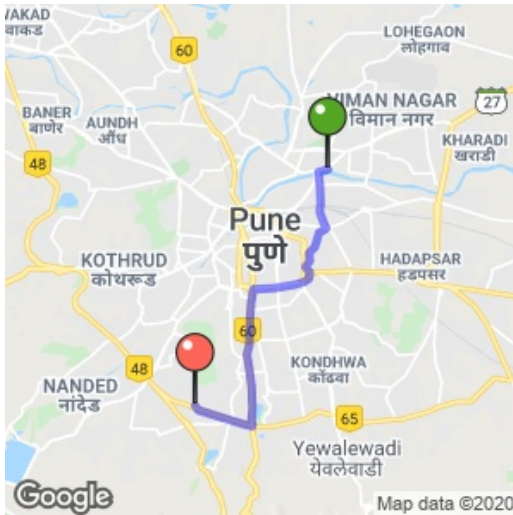 WAKAD
वाकड
LOHEGAON
लोहगाव
60
BANER
बाणेर
AUNDH
औंध
VIMAN NAGAR
विमान नगर
27
KHARADI
खराडी
48
Pune
पुणे
KOTHRUD
कोथरूड
HADAPSAR
हडपसर
60
NANDED
नांदेड
48
KONDHWA
कोंढवा
65
Yewalewadi
येवलेवाडी
Google
Map data ©2020